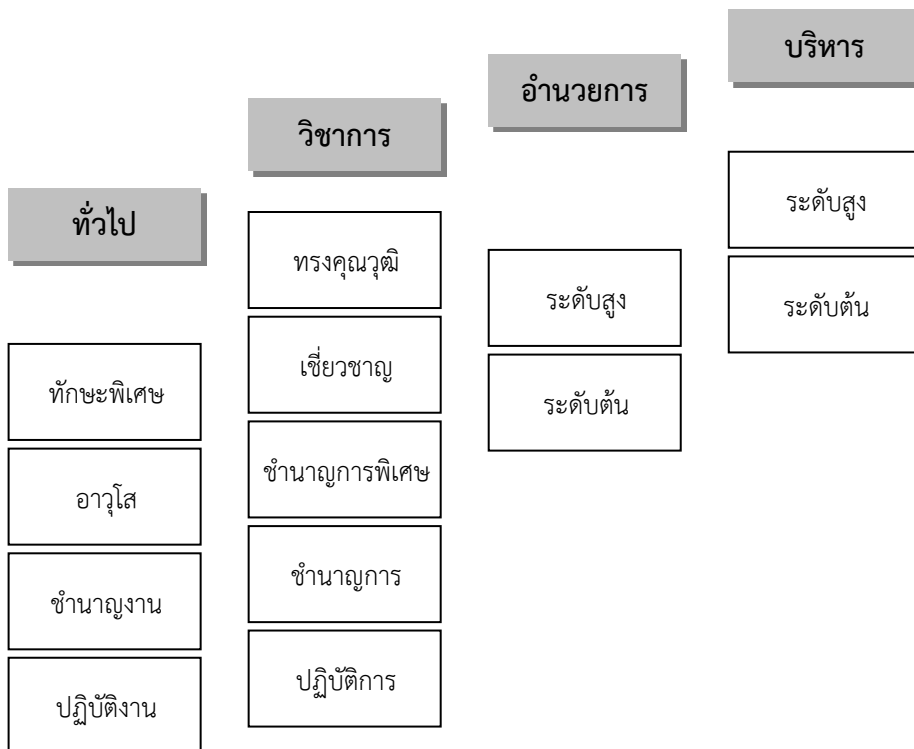 ทั่วไป
ทักษะพิเศษ
อาวุโส
ชำนาญงาน
ปฏิบัติงาน
วิชาการ
ทรงคุณวุฒิ
เชี่ยวชาญ
ชำนาญการพิเศษ
ชำนาญการ
ปฏิบัติการ
อำนวยการ
ระดับสูง
ระดับต้น
บริหาร
ระดับสูง
ระดับต้น